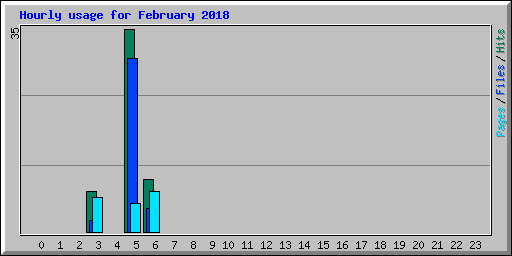 Hourly usage for February 2018
35
Pages/Files/Hits
0 1 2 3 4 5 6 7 8 9 10 11 12 13 14 15 16 17 18 19 20 21 22 23